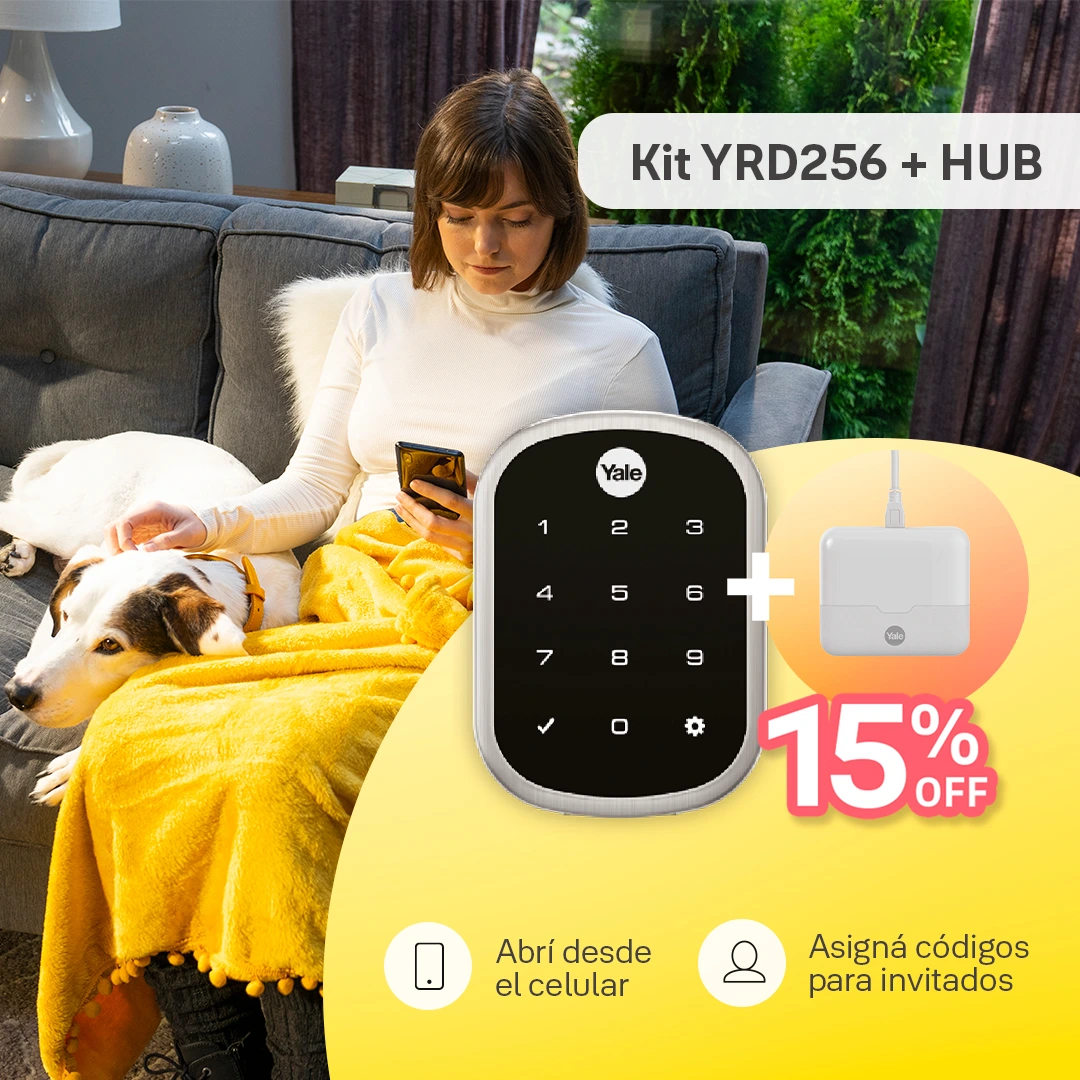 Kit YRD256 + HUB
Yale
1 2 3
4 5 6
7 8 9
0
Yale
15% OFF
Abrí desde
el celular
Asigná códigos
para invitados